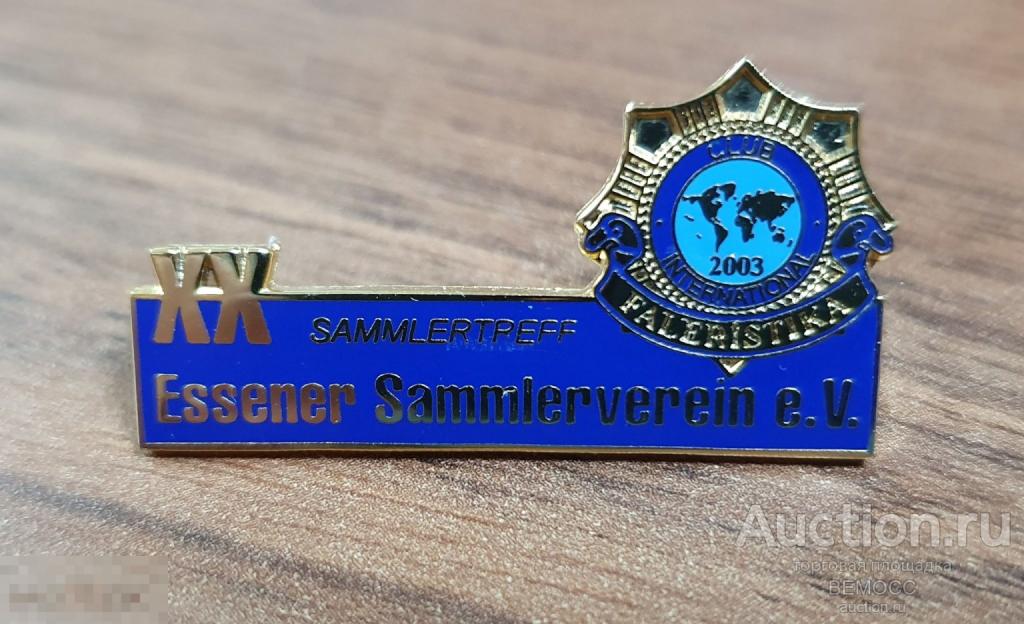 CLUB
2003
INTERNATIONAL
FALERISTIKA
XX
SAMMLERTREFF
Essener Sammlerverein e.V.
Auction.ru
торговая площадка
ВЕМОСС
auction.ru